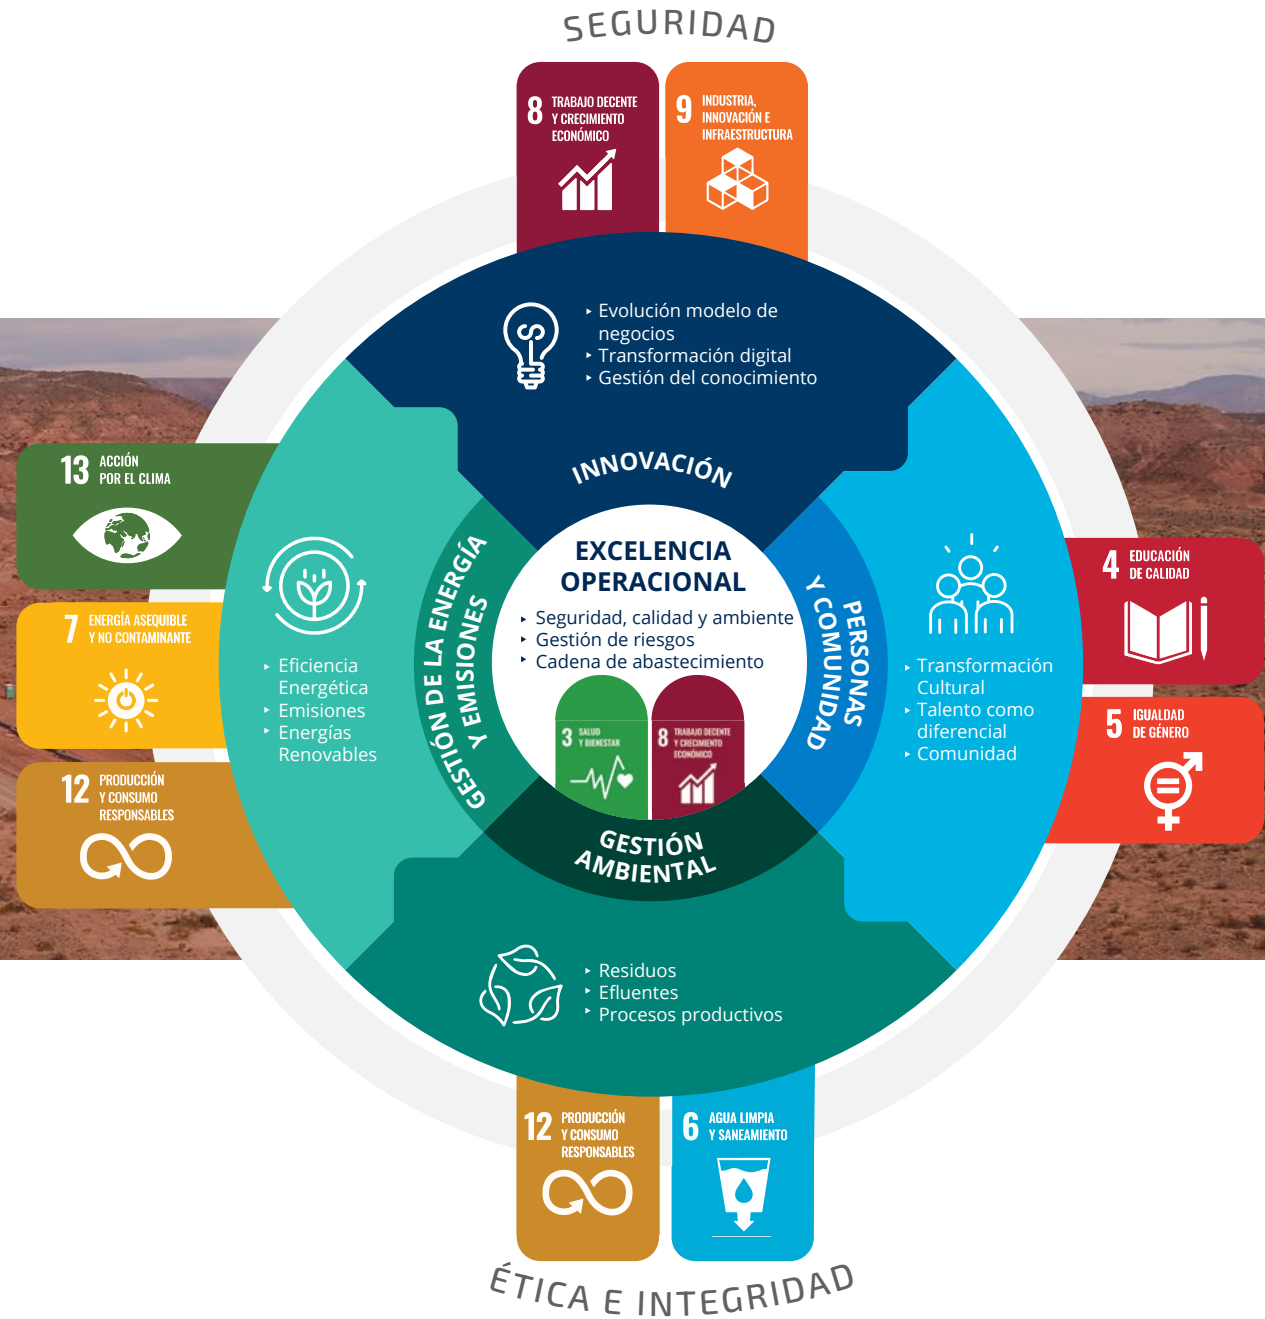 SEGURIDAD
8 TRABAJO DECENTE
Y CRECIMIENTO
ECONÓMICO
9 INDUSTRIA,
INNOVACIÓN E
INFRAESTRUCTURA
▸ Evolución modelo de
negocios
▸ Transformación digital
▸ Gestión del conocimiento
INNOVACIÓN
13 ACCIÓN
POR EL CLIMA
7 ENERGÍA ASEQUIBLE
Y NO CONTAMINANTE
12 PRODUCCIÓN
Y CONSUMO
RESPONSABLES
▸ Eficiencia
Energética
▸ Emisiones
▸ Energías
Renovables
GESTIÓN DE LA ENERGÍA
Y EMISIONES
EXCELENCIA
OPERACIONAL
▸ Seguridad, calidad y ambiente
▸ Gestión de riesgos
▸ Cadena de abastecimiento
3 SALUD
Y BIENESTAR
8 TRABAJO DECENTE
Y CRECIMIENTO
ECONÓMICO
PERSONAS
Y COMUNIDAD
▸ Transformación
Cultural
▸ Talento como
diferencial
▸ Comunidad
4 EDUCACIÓN
DE CALIDAD
5 IGUALDAD
DE GÉNERO
GESTIÓN
AMBIENTAL
▸ Residuos
▸ Efluentes
▸ Procesos productivos
12 PRODUCCIÓN
Y CONSUMO
RESPONSABLES
6 AGUA LIMPIA
Y SANEAMIENTO
ÉTICA E INTEGRIDAD